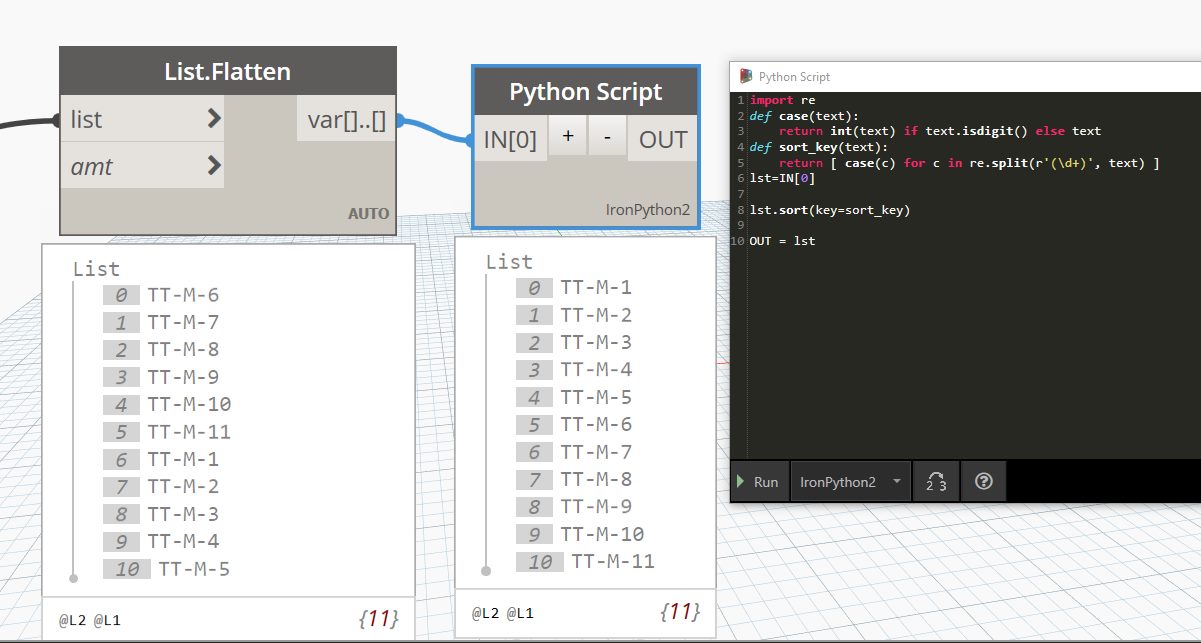 List.Flatten
list
var[]..[]
amt
AUTO
List
0 TT-M-6
1 TT-M-7
2 TT-M-8
3 TT-M-9
4 TT-M-10
5 TT-M-11
6 TT-M-1
7 TT-M-2
8 TT-M-3
9 TT-M-4
10 TT-M-5
@L2 @L1 {11}
Python Script
IN[0] + - OUT
IronPython2
List
0 TT-M-1
1 TT-M-2
2 TT-M-3
3 TT-M-4
4 TT-M-5
5 TT-M-6
6 TT-M-7
7 TT-M-8
8 TT-M-9
9 TT-M-10
10 TT-M-11
@L2 @L1 {11}
Python Script
1 import re
2 def case(text):
3     return int(text) if text.isdigit() else text
4 def sort_key(text):
5     return [ case(c) for c in re.split(r'(\d+)', text) ]
6 lst=IN[0]
7
8 lst.sort(key=sort_key)
9
10 OUT = lst
Run IronPython2 2 3 ?